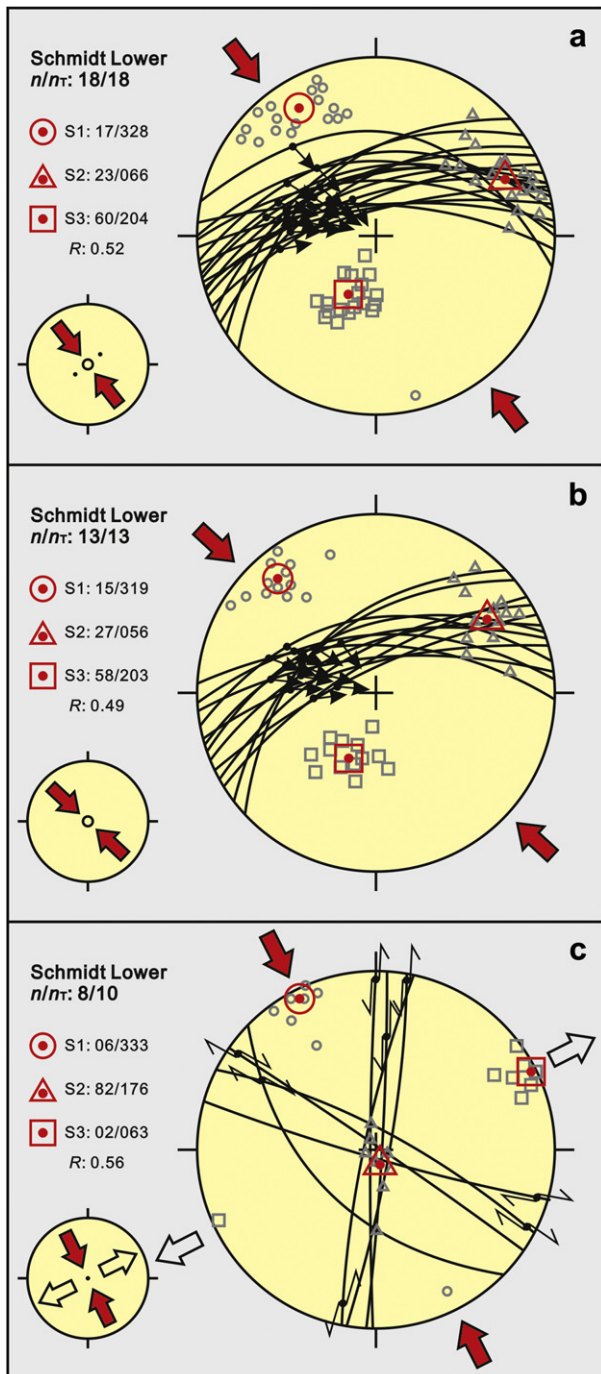 a
Schmidt Lower
n/nT: 18/18
S1: 17/328
S2: 23/066
S3: 60/204
R: 0.52
b
Schmidt Lower
n/nT: 13/13
S1: 15/319
S2: 27/056
S3: 58/203
R: 0.49
c
Schmidt Lower
n/nT: 8/10
S1: 06/333
S2: 82/176
S3: 02/063
R: 0.56